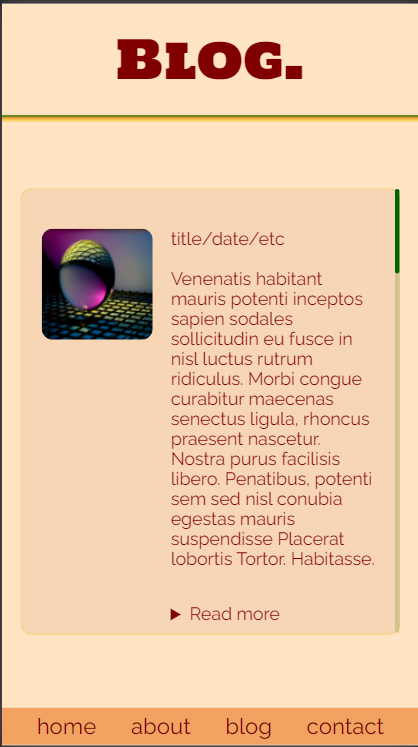 Blog.
title/date/etc
Venenatis habitant
mauris potenti inceptos
sapien sodales
sollicitudin eu fusce in
nisl luctus rutrum
ridiculus. Morbi congue
curabitur maecenas
senectus ligula, rhoncus
praesent nascetur.
Nostra purus facilisis
libero. Penatibus, potenti
sem sed nisl conubia
egestas mauris
suspendisse Placerat
lobortis Tortor. Habitasse.
Read more
home about blog contact